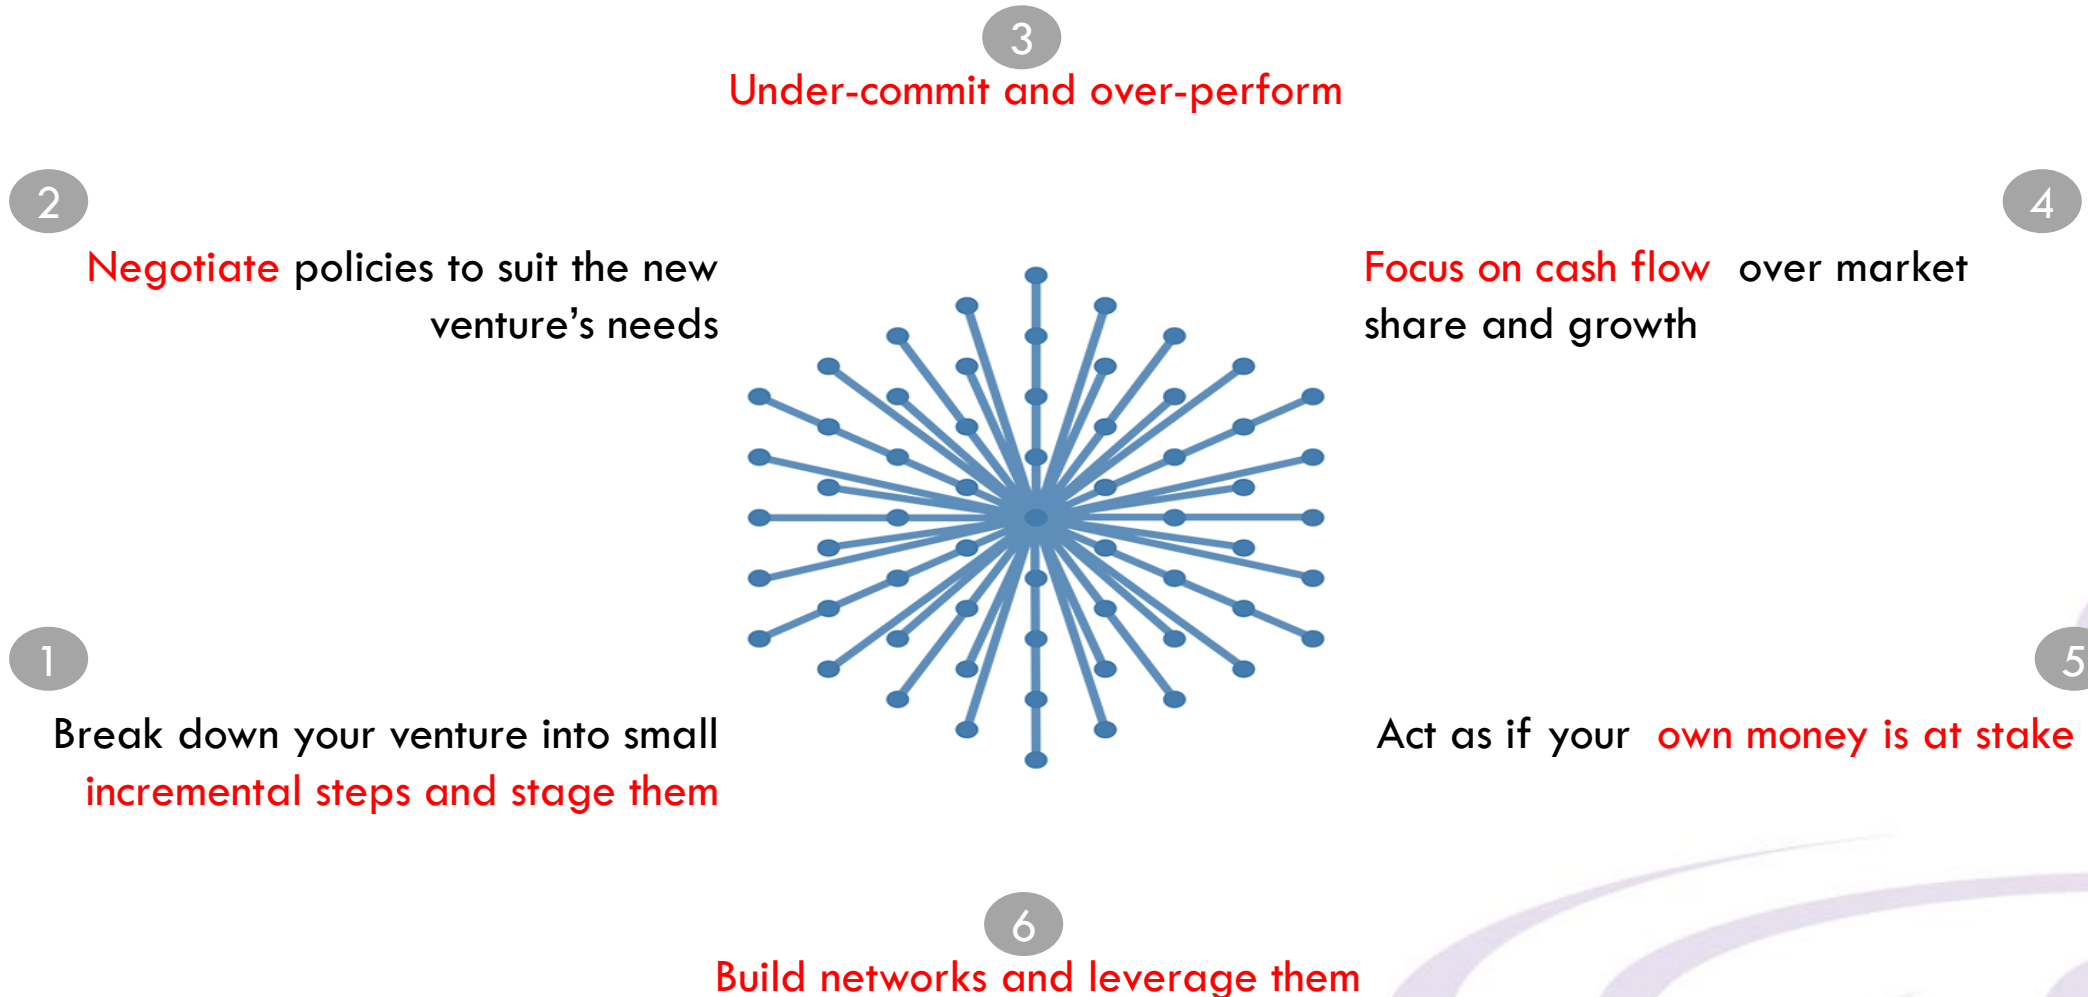 3
Under-commit and over-perform
2
Negotiate policies to suit the new
venture’s needs
4
Focus on cash flow over market
share and growth
1
Break down your venture into small
incremental steps and stage them
5
Act as if your own money is at stake
6
Build networks and leverage them